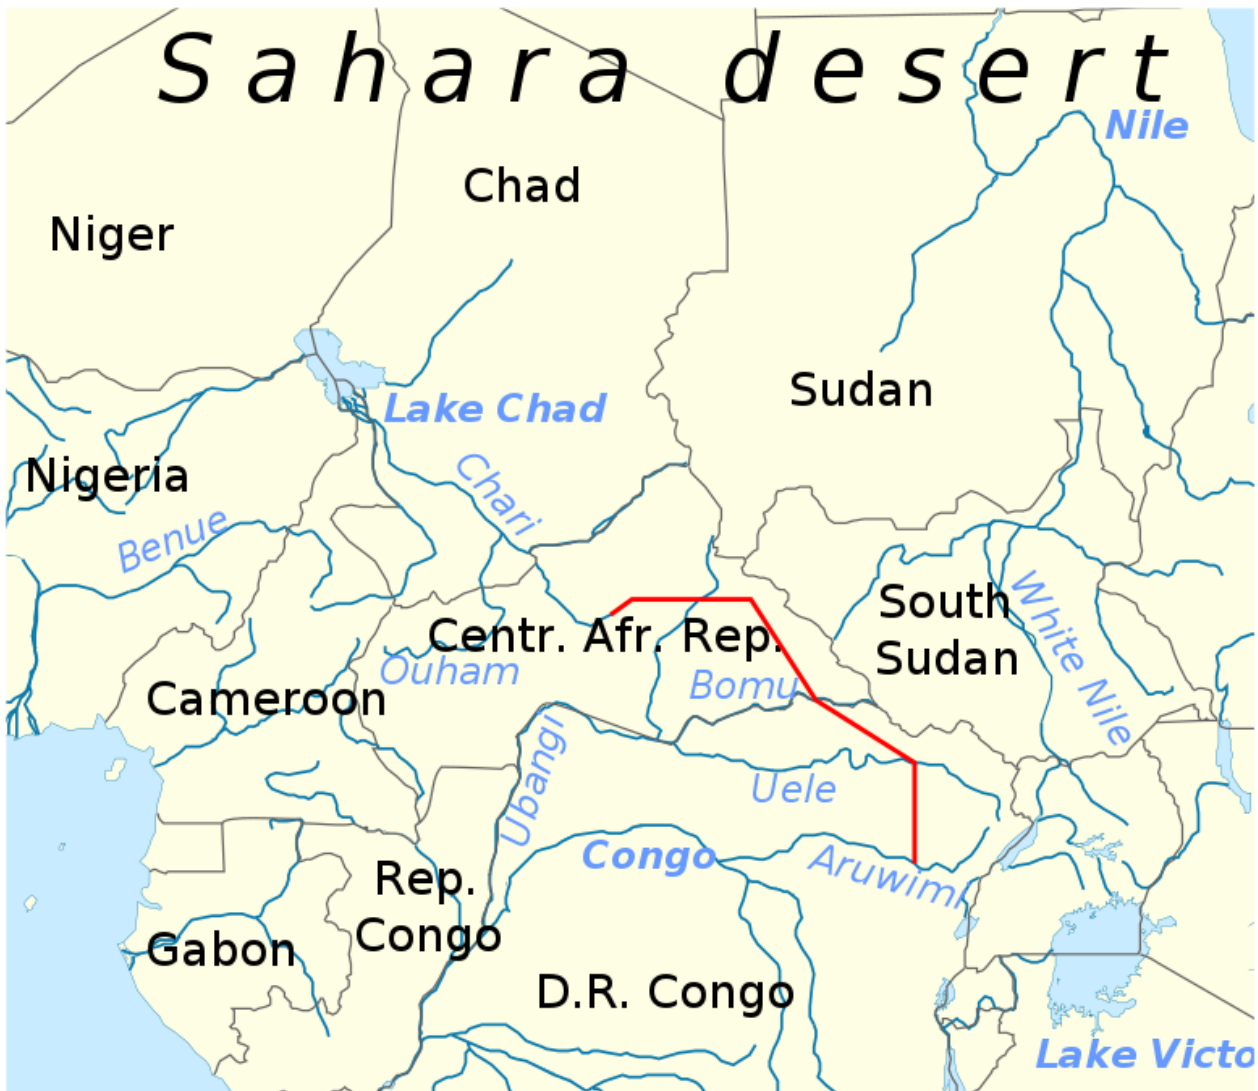 Sahara desert
Nile
Chad
Niger
Sudan
Lake Chad
Chari
Nigeria
Benue
South
Sudan
White Nile
Centr. Afr. Rep.
Ouham
Bomu
Cameroon
Ubangi
Uele
Congo
Aruwimi
Rep.
Congo
Gabon
D.R. Congo
Lake Victo